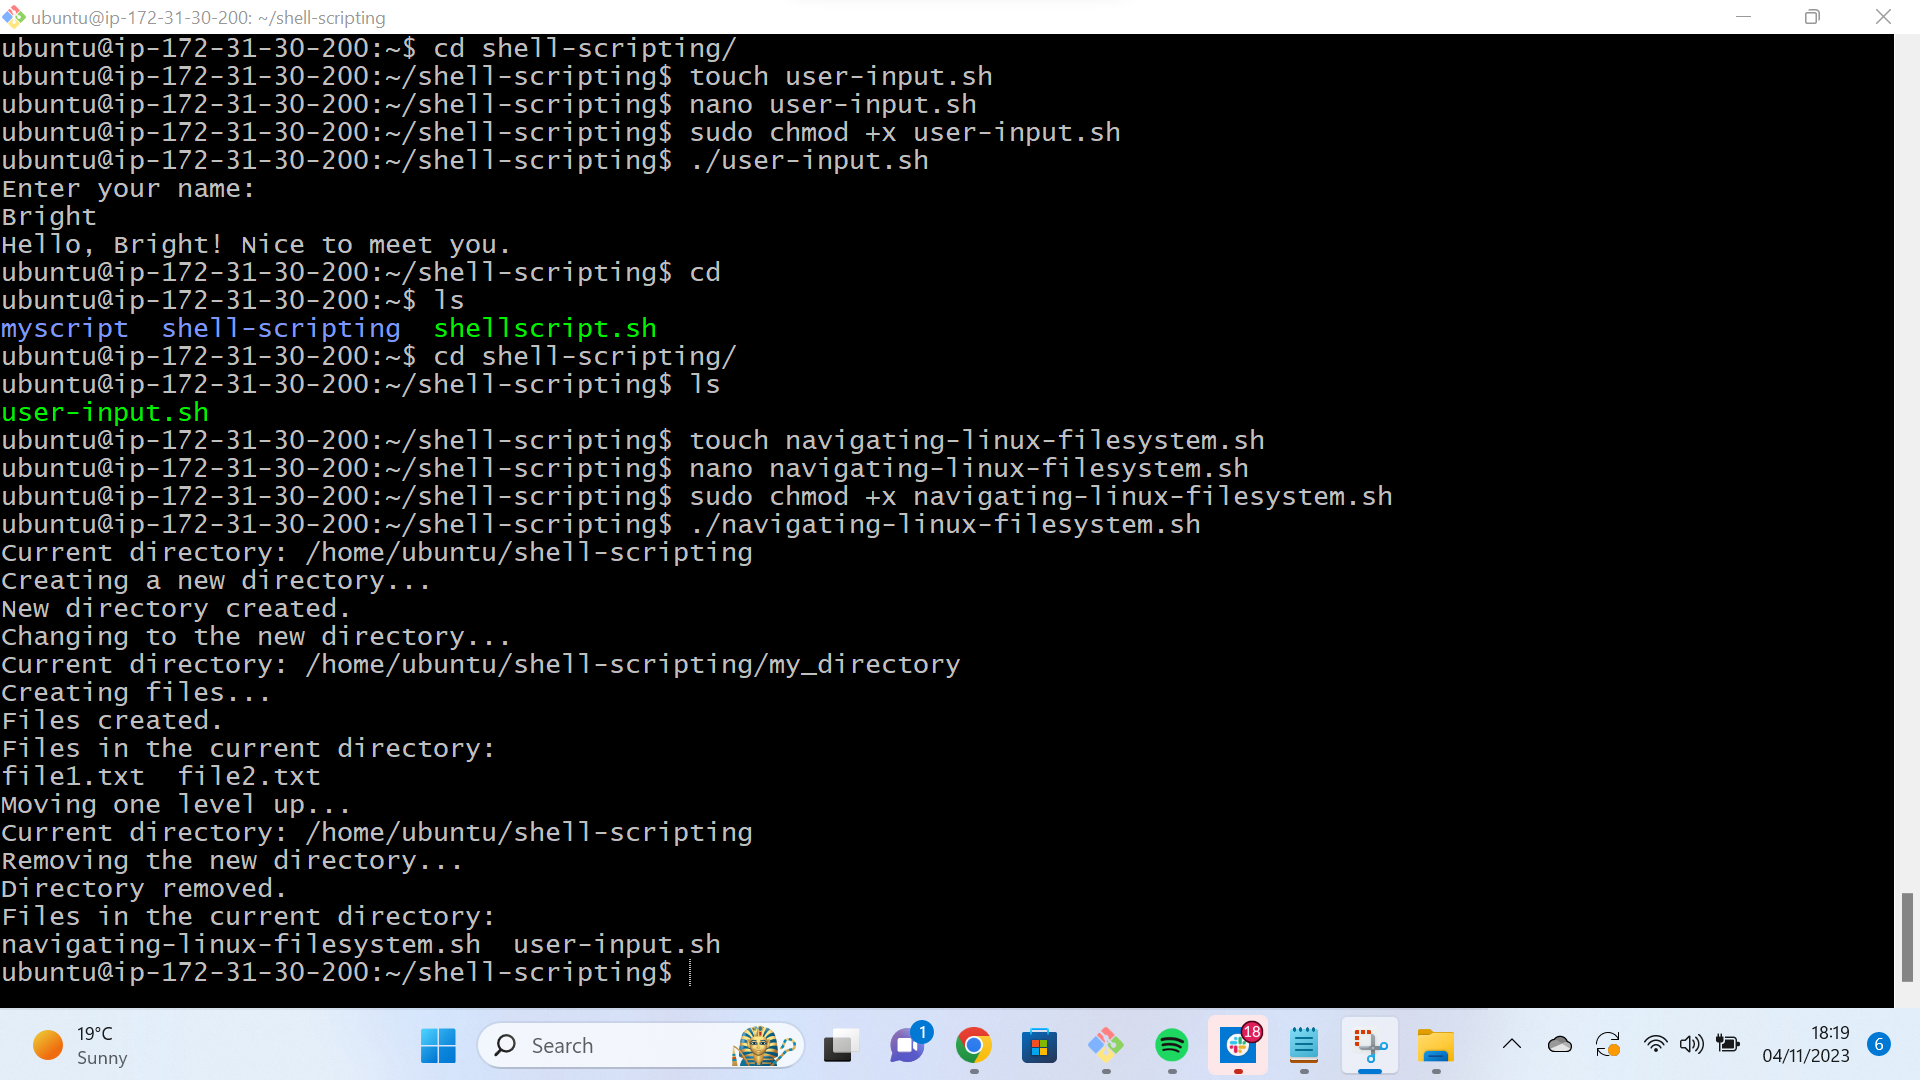 ubuntu@ip-172-31-30-200: ~/shell-scripting
ubuntu@ip-172-31-30-200:~$ cd shell-scripting/
ubuntu@ip-172-31-30-200:~/shell-scripting$ touch user-input.sh
ubuntu@ip-172-31-30-200:~/shell-scripting$ nano user-input.sh
ubuntu@ip-172-31-30-200:~/shell-scripting$ sudo chmod +x user-input.sh
ubuntu@ip-172-31-30-200:~/shell-scripting$ ./user-input.sh
Enter your name:
Bright
Hello, Bright! Nice to meet you.
ubuntu@ip-172-31-30-200:~/shell-scripting$ cd
ubuntu@ip-172-31-30-200:~$ ls
myscript  shell-scripting  shellscript.sh
ubuntu@ip-172-31-30-200:~$ cd shell-scripting/
ubuntu@ip-172-31-30-200:~/shell-scripting$ ls
user-input.sh
ubuntu@ip-172-31-30-200:~/shell-scripting$ touch navigating-linux-filesystem.sh
ubuntu@ip-172-31-30-200:~/shell-scripting$ nano navigating-linux-filesystem.sh
ubuntu@ip-172-31-30-200:~/shell-scripting$ sudo chmod +x navigating-linux-filesystem.sh
ubuntu@ip-172-31-30-200:~/shell-scripting$ ./navigating-linux-filesystem.sh
Current directory: /home/ubuntu/shell-scripting
Creating a new directory...
New directory created.
Changing to the new directory...
Current directory: /home/ubuntu/shell-scripting/my_directory
Creating files...
Files created.
Files in the current directory:
file1.txt  file2.txt
Moving one level up...
Current directory: /home/ubuntu/shell-scripting
Removing the new directory...
Directory removed.
Files in the current directory:
navigating-linux-filesystem.sh  user-input.sh
ubuntu@ip-172-31-30-200:~/shell-scripting$
19°C
Sunny
Search
1
18
18:19
04/11/2023
6